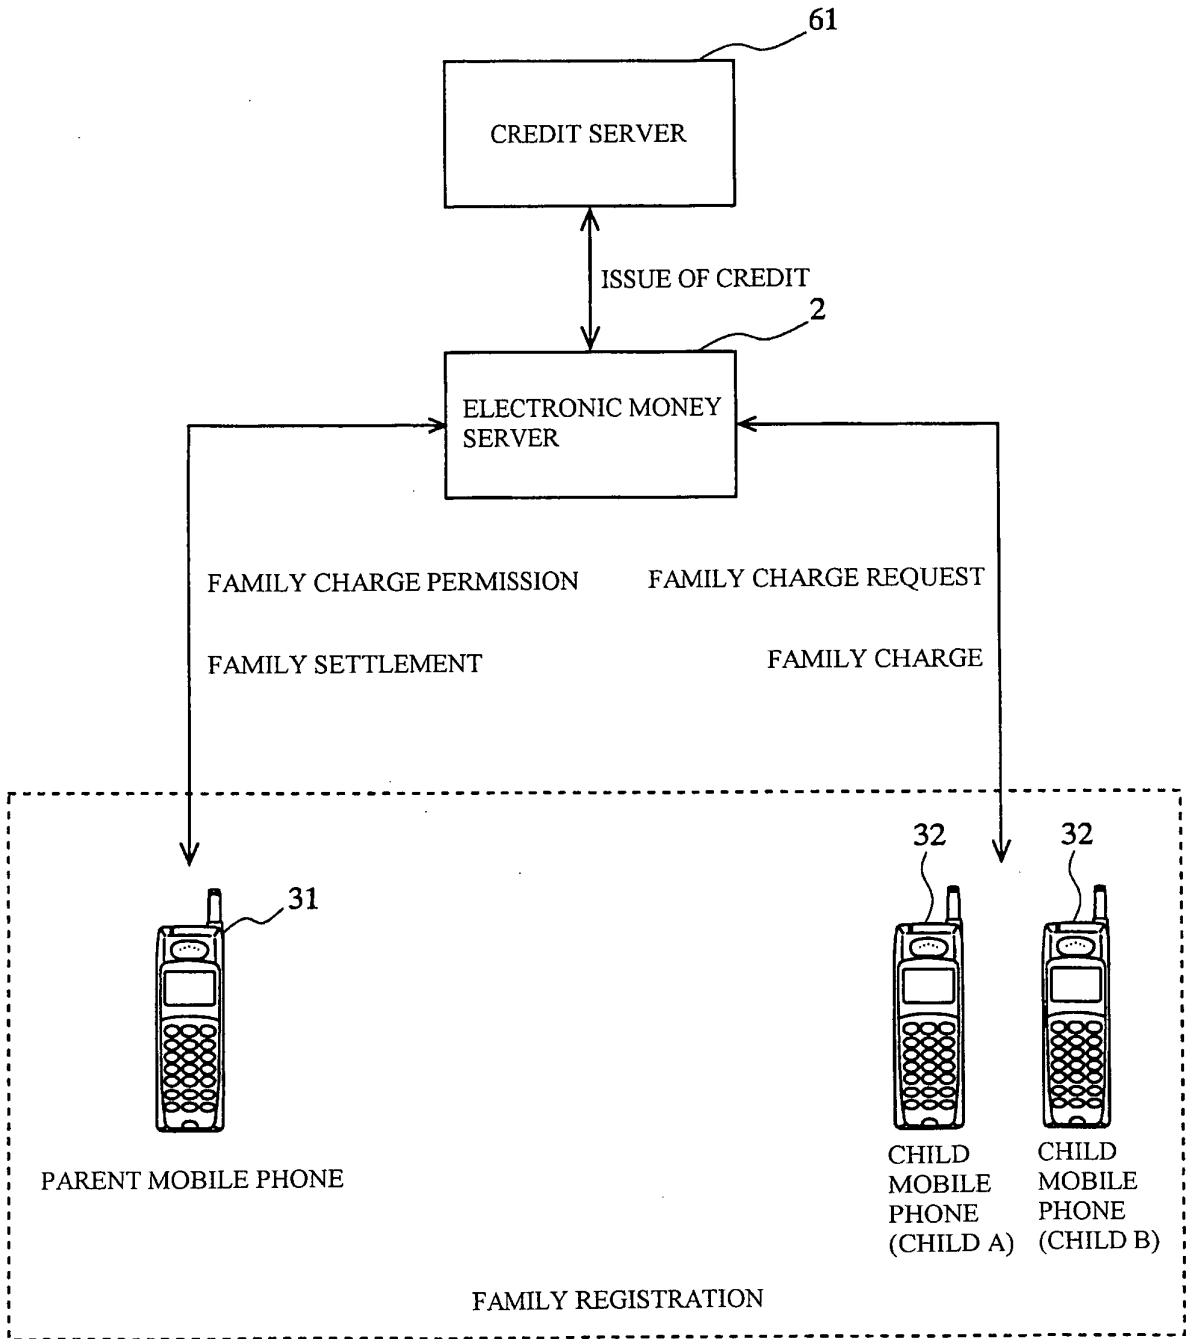 61
CREDIT SERVER
ISSUE OF CREDIT
2
ELECTRONIC MONEY
SERVER
FAMILY CHARGE PERMISSION
FAMILY CHARGE REQUEST
FAMILY SETTLEMENT
FAMILY CHARGE
32
32
31
PARENT MOBILE PHONE
CHILD
MOBILE
PHONE
(CHILD A)
CHILD
MOBILE
PHONE
(CHILD B)
FAMILY REGISTRATION